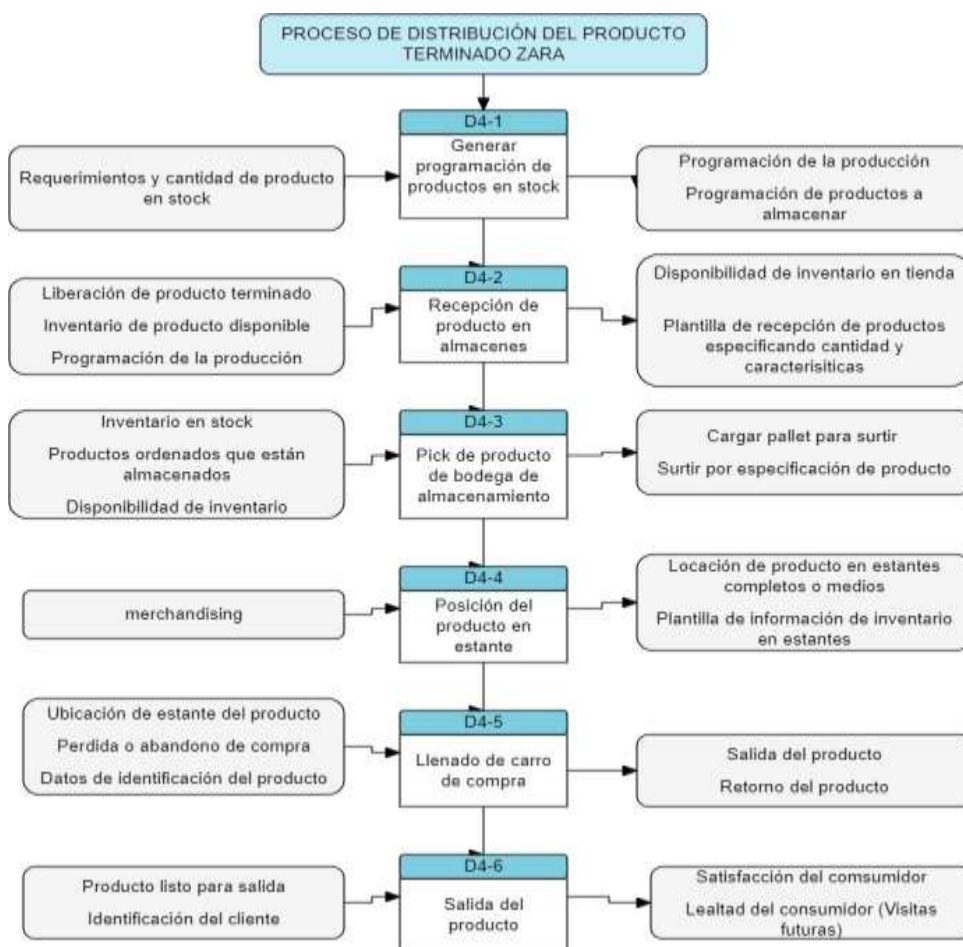 PROCESO DE DISTRIBUCIÓN DEL PRODUCTO
TERMINADO ZARA
D4-1
Generar
programación de
productos en stock
Requerimientos y cantidad de producto
en stock
Programación de la producción
Programación de productos a
almacenar
D4-2
Recepción de
producto en
almacenes
Liberación de producto terminado
Inventario de producto disponible
Programación de la producción
Disponibilidad de inventario en tienda
Plantilla de recepción de productos
especificando cantidad y
caracterisiticas
D4-3
Pick de producto
de bodega de
almacenamiento
Inventario en stock
Productos ordenados que están
almacenados
Disponibilidad de inventario
Cargar pallet para surtir
Surtir por especificación de producto
D4-4
Posición del
producto en
estante
merchandising
Locación de producto en estantes
completos o medios
Plantilla de información de inventario
en estantes
D4-5
Llenado de carro
de compra
Ubicación de estante del producto
Perdida o abandono de compra
Datos de identificación del producto
Salida del producto
Retorno del producto
D4-6
Salida del
producto
Producto listo para salida
Identificación del cliente
Satisfacción del comsumidor
Lealtad del consumidor (Visitas
futuras)